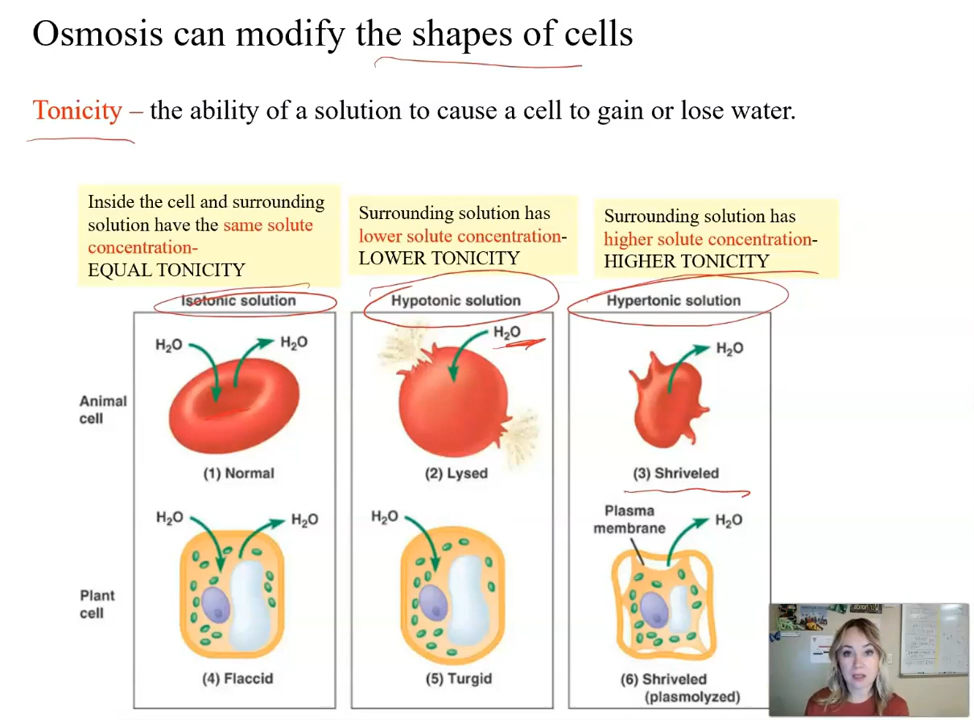 Osmosis can modify the shapes of cells
Tonicity – the ability of a solution to cause a cell to gain or lose water.
Inside the cell and surrounding
solution have the same solute
concentration-
EQUAL TONICITY
Surrounding solution has
lower solute concentration-
LOWER TONICITY
Surrounding solution has
higher solute concentration-
HIGHER TONICITY
Isotonic solution
Hypotonic solution
Hypertonic solution
H₂O
H₂O
H₂O
H₂O
Animal
cell
(1) Normal
(2) Lysed
(3) Shriveled
H₂O
H₂O
H₂O
Plasma
membrane
H₂O
Plant
cell
(4) Flaccid
(5) Turgid
(6) Shriveled
(plasmolyzed)